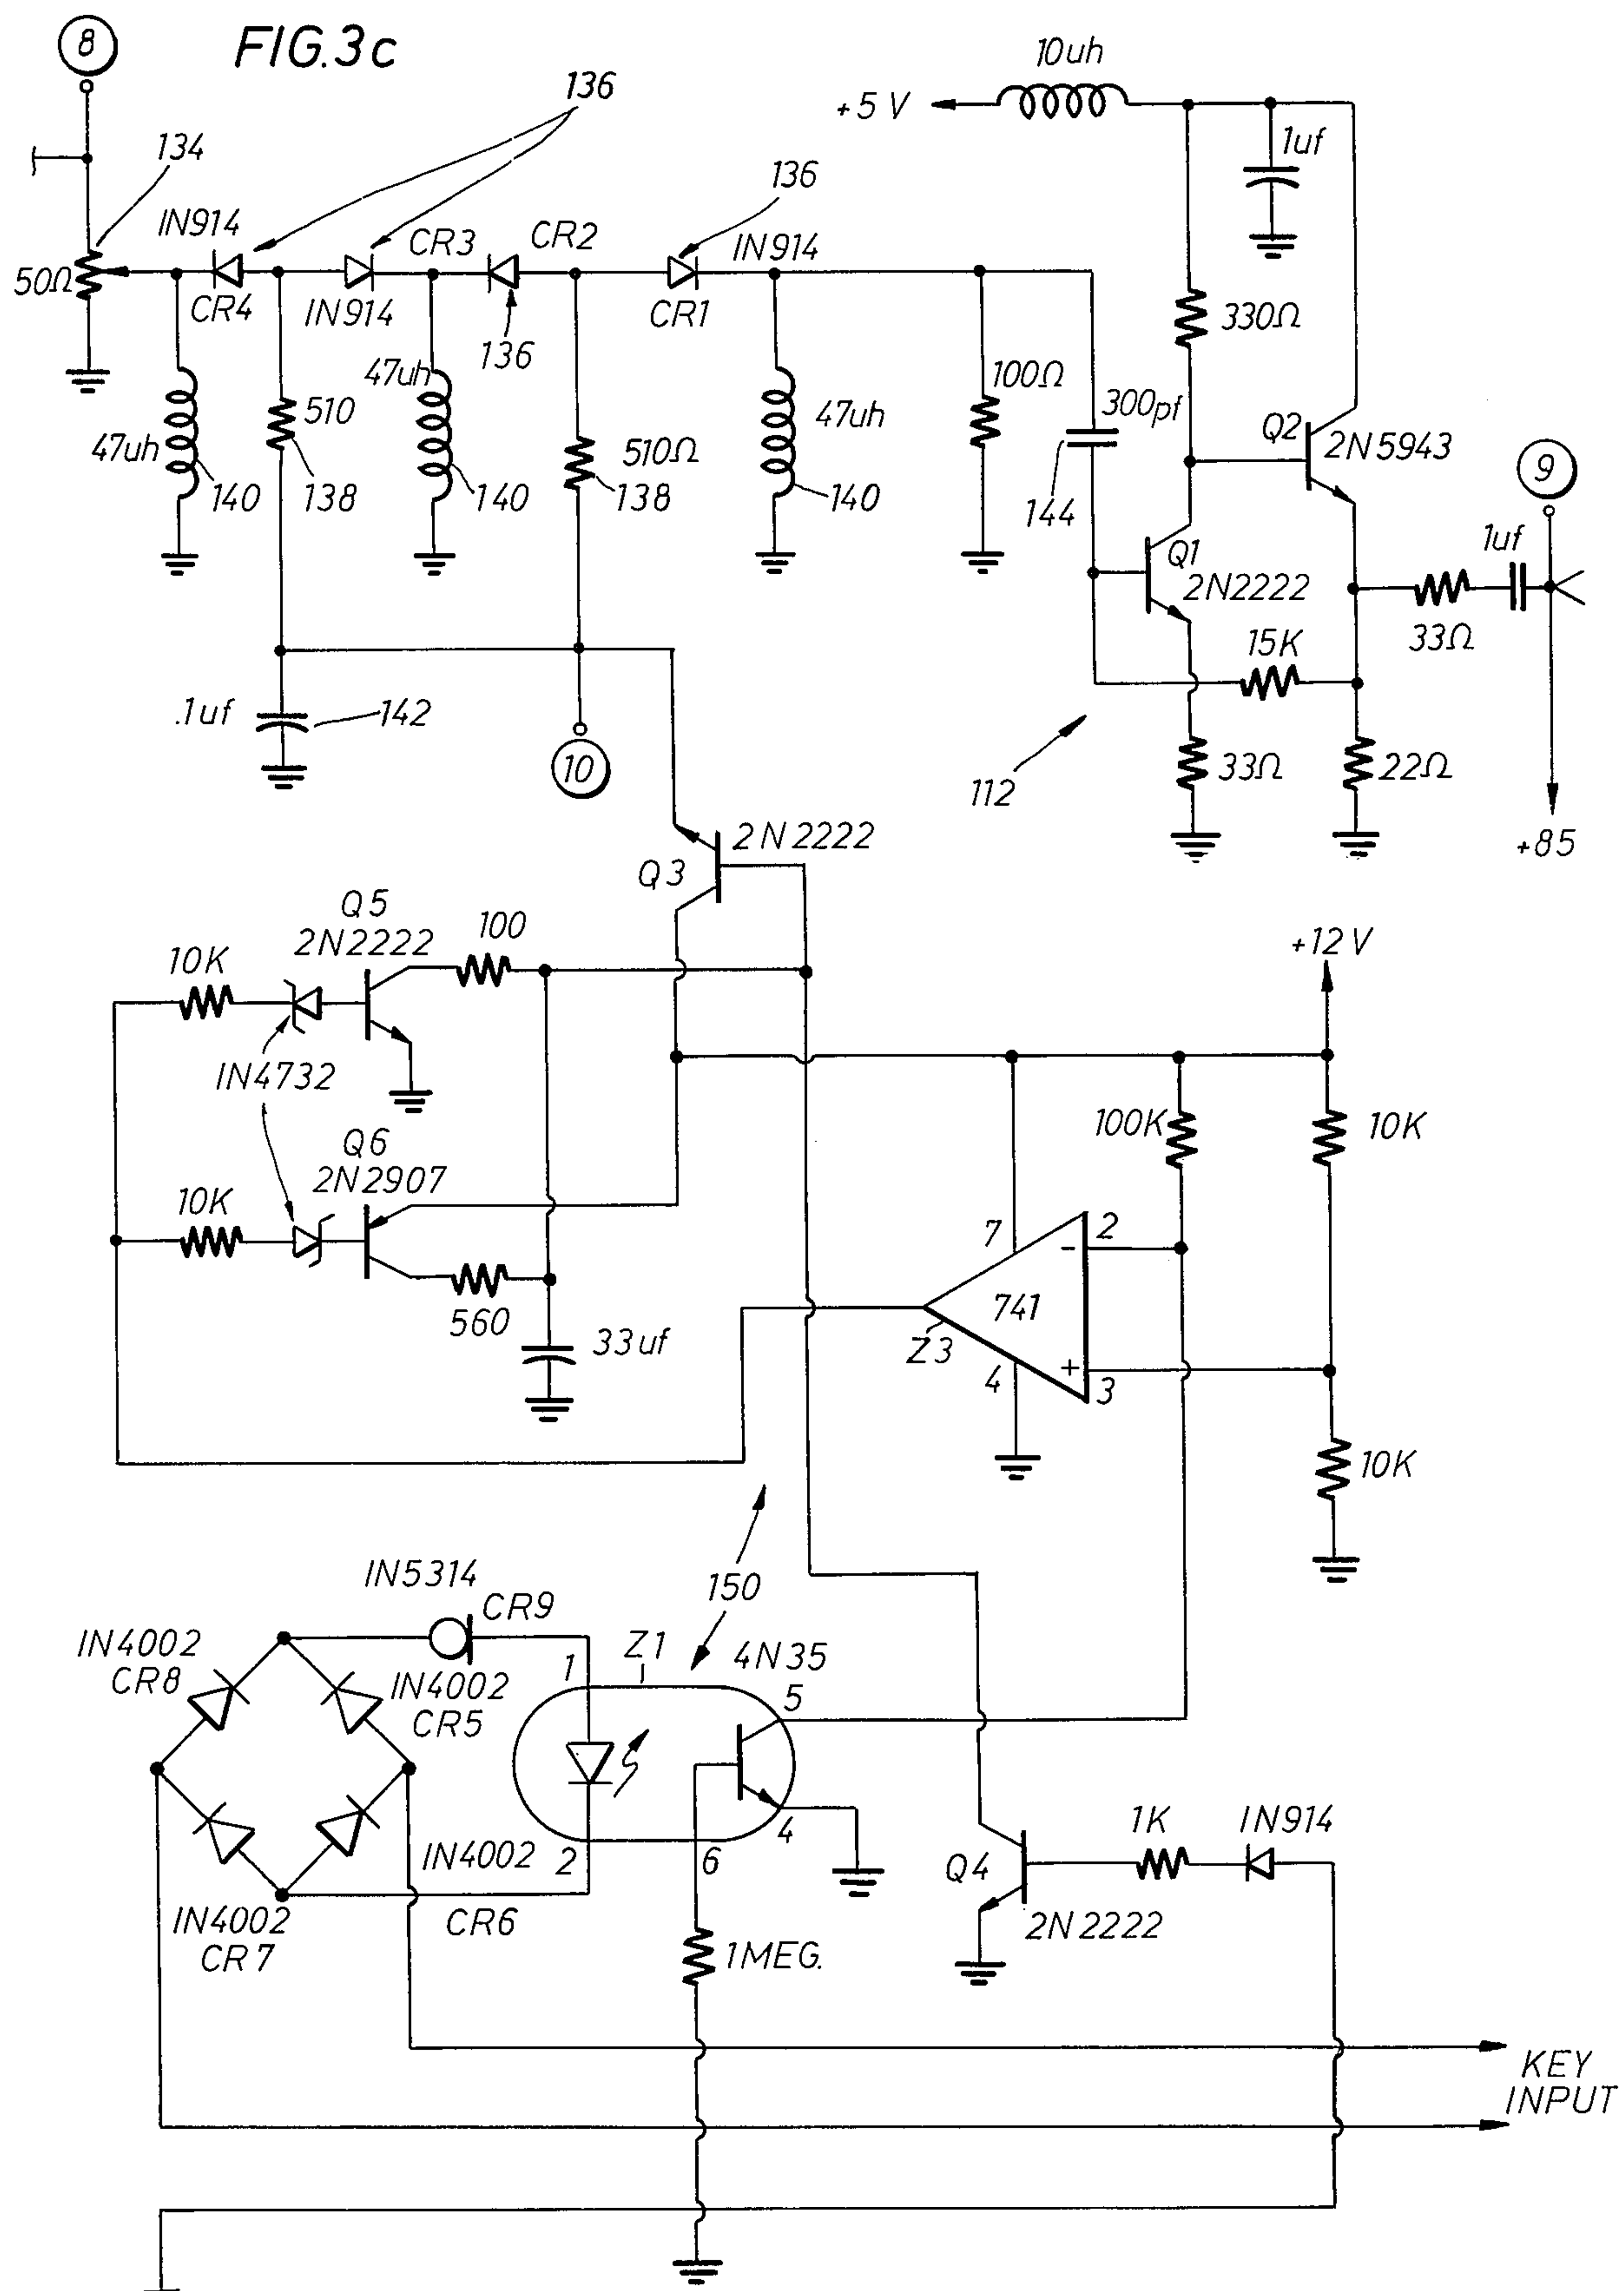 8
FIG.3c
10uh
136
+5 V
1uf
134
136
IN914
CR3
CR2
IN914
50Ω
CR4
IN914
136
CR1
330Ω
47uh
510
100Ω
300pf
47uh
510Ω
47uh
Q2
2N5943
9
140
138
140
138
140
144
1uf
Q1
2N2222
33Ω
15K
.1uf
142
10
112
33Ω
22Ω
+85
2N2222
Q3
Q5
2N2222
100
+12V
10K
IN4732
100K
10K
Q6
2N2907
10K
7
2
-
741
560
33uf
Z3
4
+
3
10K
IN5314
CR9
150
IN4002
CR8
Z1
4N35
1
5
IN4002
CR5
1K
IN914
IN4002
2
6
4
Q4
IN4002
CR7
CR6
2N2222
1MEG.
KEY
INPUT